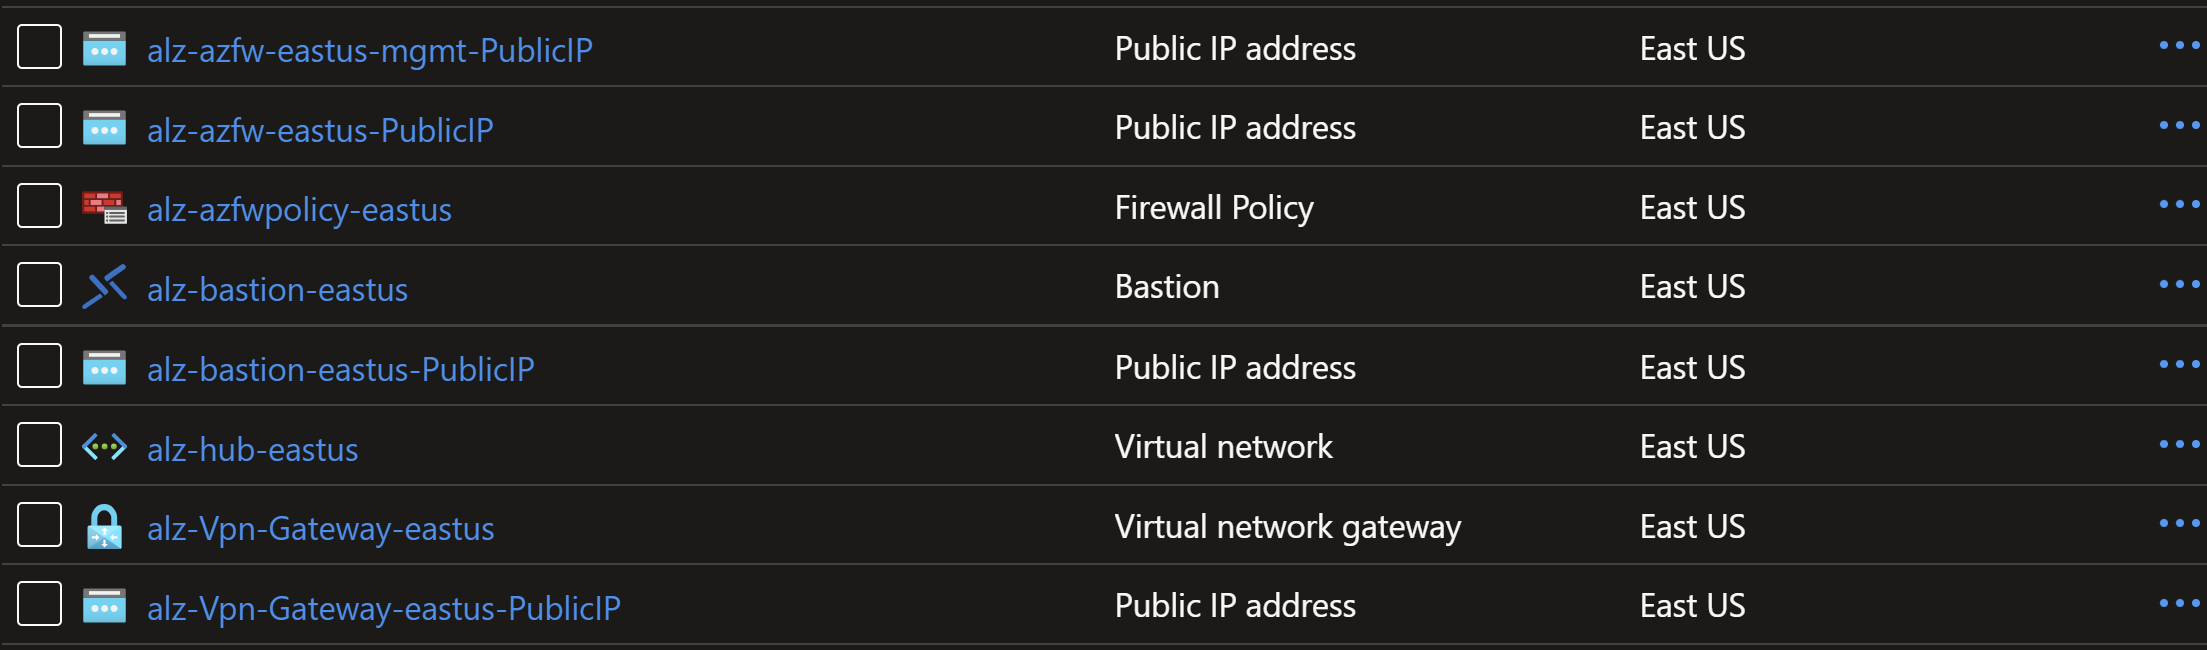 alz-azfw-eastus-mgmt-PublicIP Public IP address East US
alz-azfw-eastus-PublicIP Public IP address East US
alz-azfwpolicy-eastus Firewall Policy East US
alz-bastion-eastus Bastion East US
alz-bastion-eastus-PublicIP Public IP address East US
alz-hub-eastus Virtual network East US
alz-Vpn-Gateway-eastus Virtual network gateway East US
alz-Vpn-Gateway-eastus-PublicIP Public IP address East US